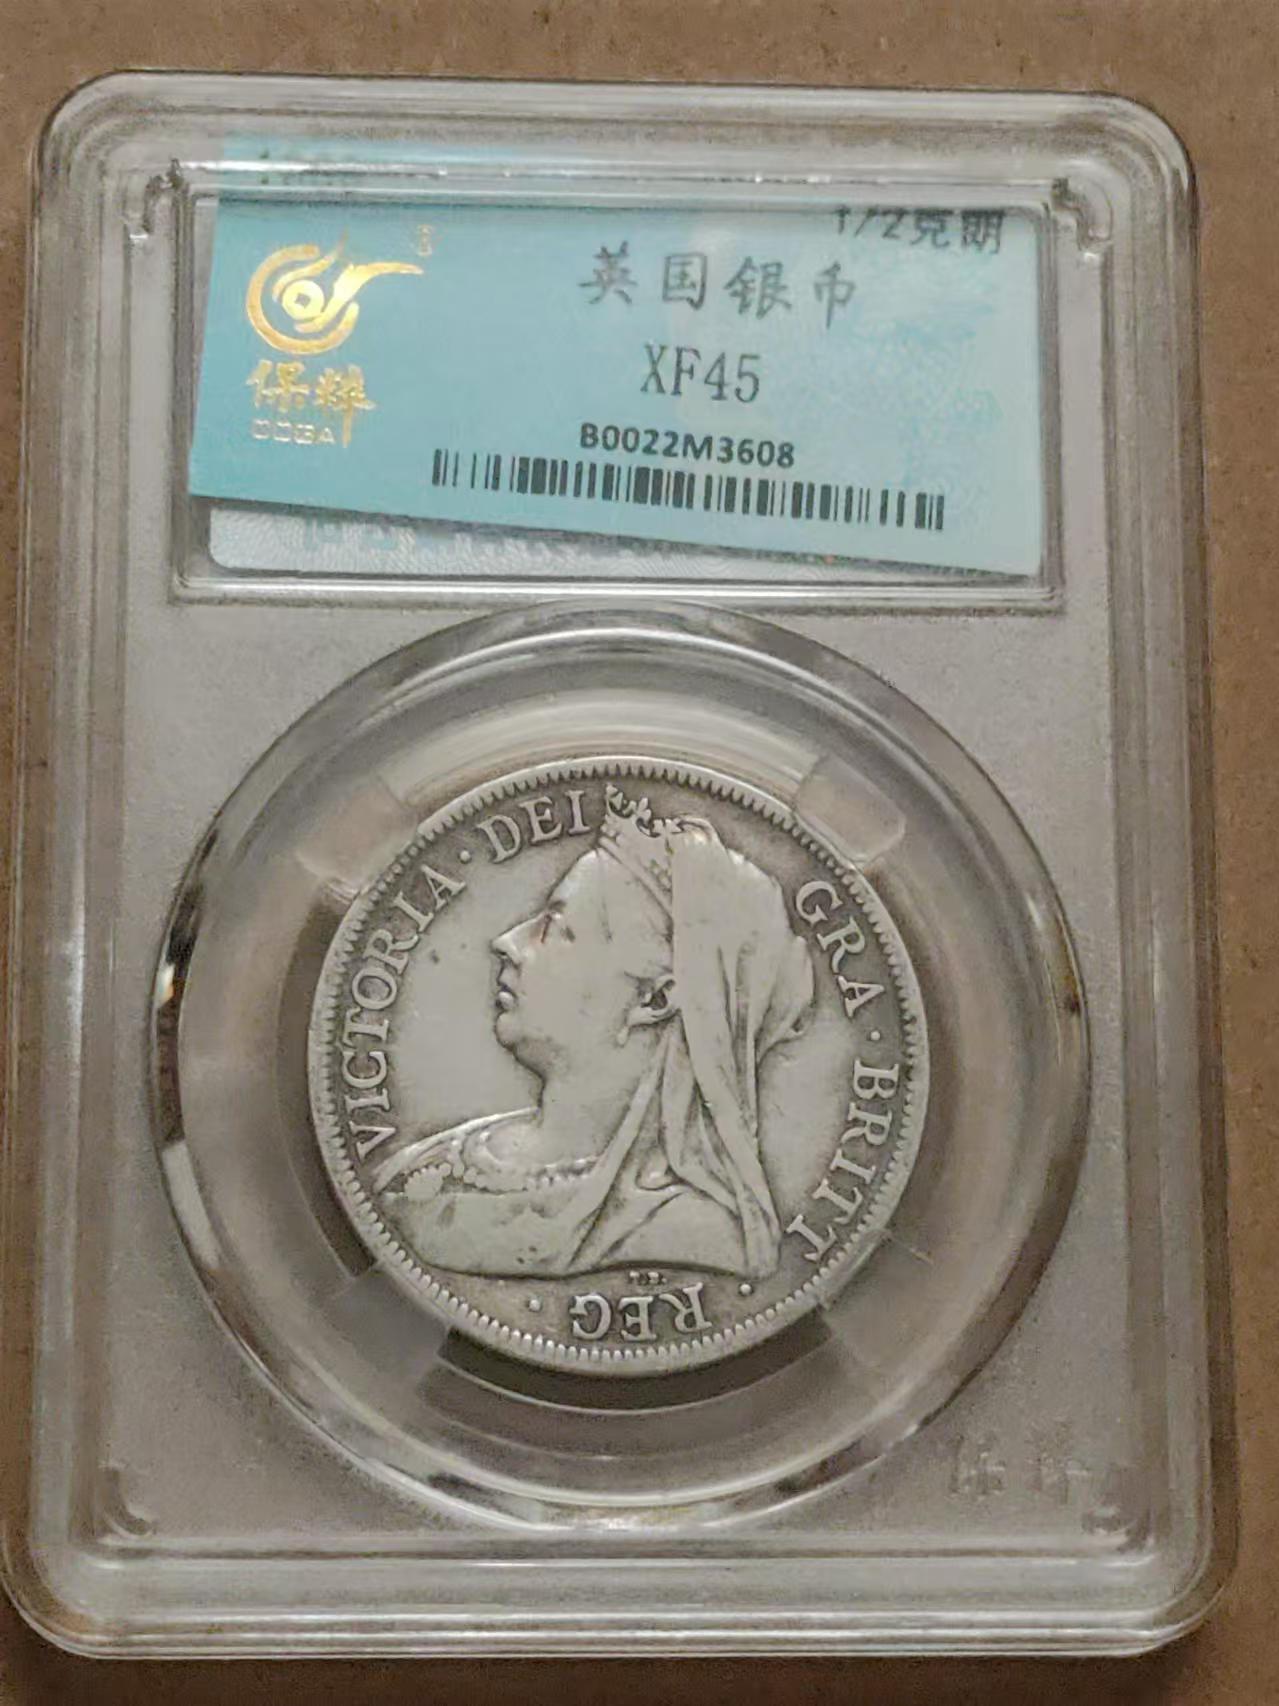 1/2克朗
英国银币
XF45
B0022M3608
保粹
VICTORIA · DEI GRA · BRITT · REG ·